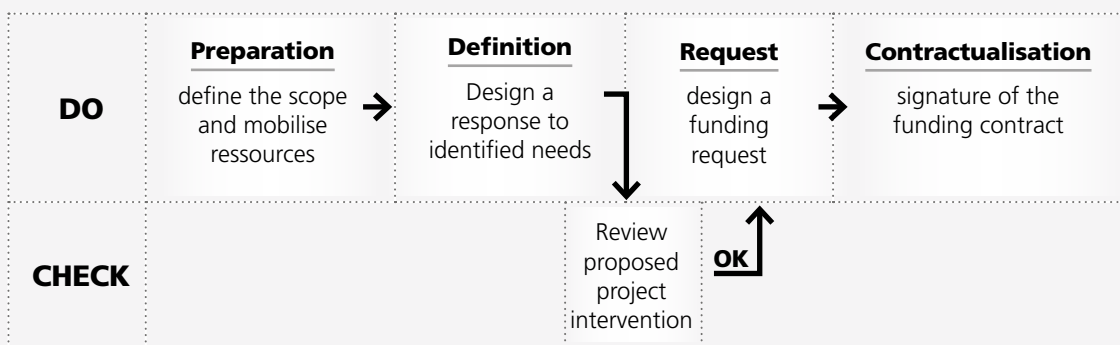 DO
Preparation
define the scope
and mobilise
ressources
Definition
Design a
response to
identified needs
Request
design a
funding
request
Contractualisation
signature of the
funding contract
CHECK
Review
proposed
project
intervention
OK